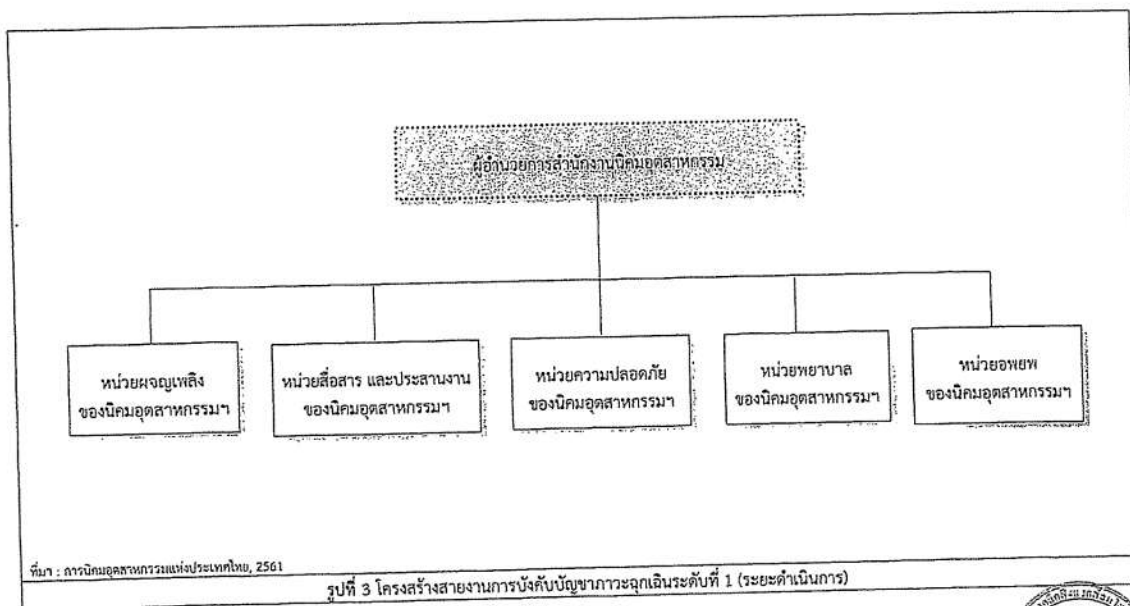 ผู้อำนวยการสำนักงานนิคมอุตสาหกรรม
หน่วยผจญเพลิง
ของนิคมอุตสาหกรรมฯ
หน่วยสื่อสาร และประสานงาน
ของนิคมอุตสาหกรรมฯ
หน่วยความปลอดภัย
ของนิคมอุตสาหกรรมฯ
หน่วยพยาบาล
ของนิคมอุตสาหกรรมฯ
หน่วยอพยพ
ของนิคมอุตสาหกรรมฯ
ที่มา : การนิคมอุตสาหกรรมแห่งประเทศไทย, 2561
รูปที่ 3 โครงสร้างสายงานการบังคับบัญชาภาวะฉุกเฉินระดับที่ 1 (ระยะดำเนินการ)